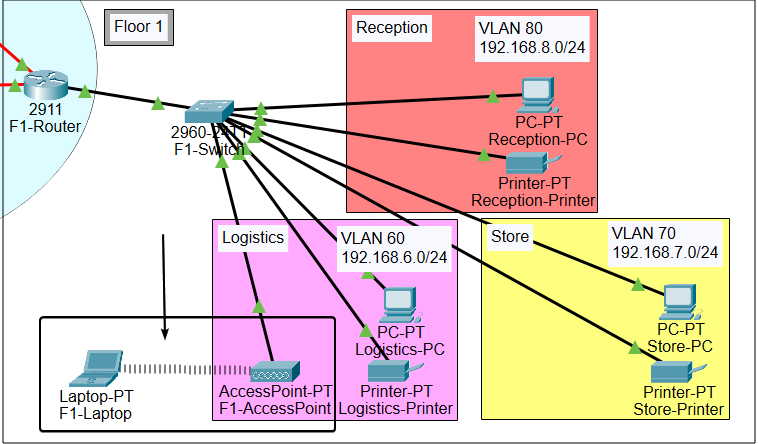 Floor 1
2911
F1-Router
2960-24TT
F1-Switch
Reception
VLAN 80
192.168.8.0/24
PC-PT
Reception-PC
Printer-PT
Reception-Printer
Logistics
VLAN 60
192.168.6.0/24
PC-PT
Logistics-PC
Printer-PT
Logistics-Printer
AccessPoint-PT
F1-AccessPoint
Laptop-PT
F1-Laptop
Store
VLAN 70
192.168.7.0/24
PC-PT
Store-PC
Printer-PT
Store-Printer